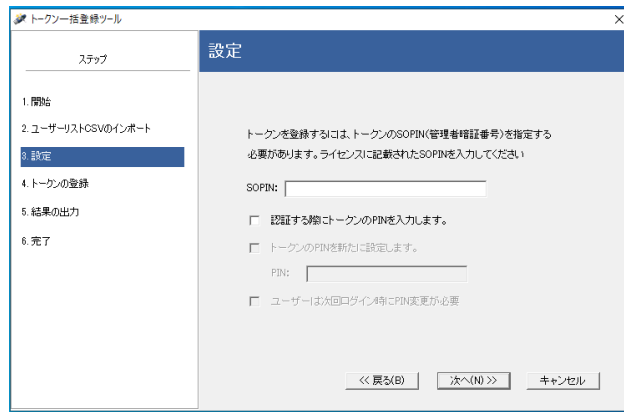 トークン一括登録ツール
ステップ
1. 開始
2. ユーザーリストCSVのインポート
3. 設定
4. トークンの登録
5. 結果の出力
6. 完了
設定
トークンを登録するには、トークンのSOPIN(管理者暗証番号)を指定する
必要があります。ライセンスに記載されたSOPINを入力してください
SOPIN:
認証する際にトークンのPINを入力します。
トークンのPINを新たに設定します。
PIN:
ユーザーは次回ログイン時にPIN変更が必要
<< 戻る(B)
次へ(N) >>
キャンセル